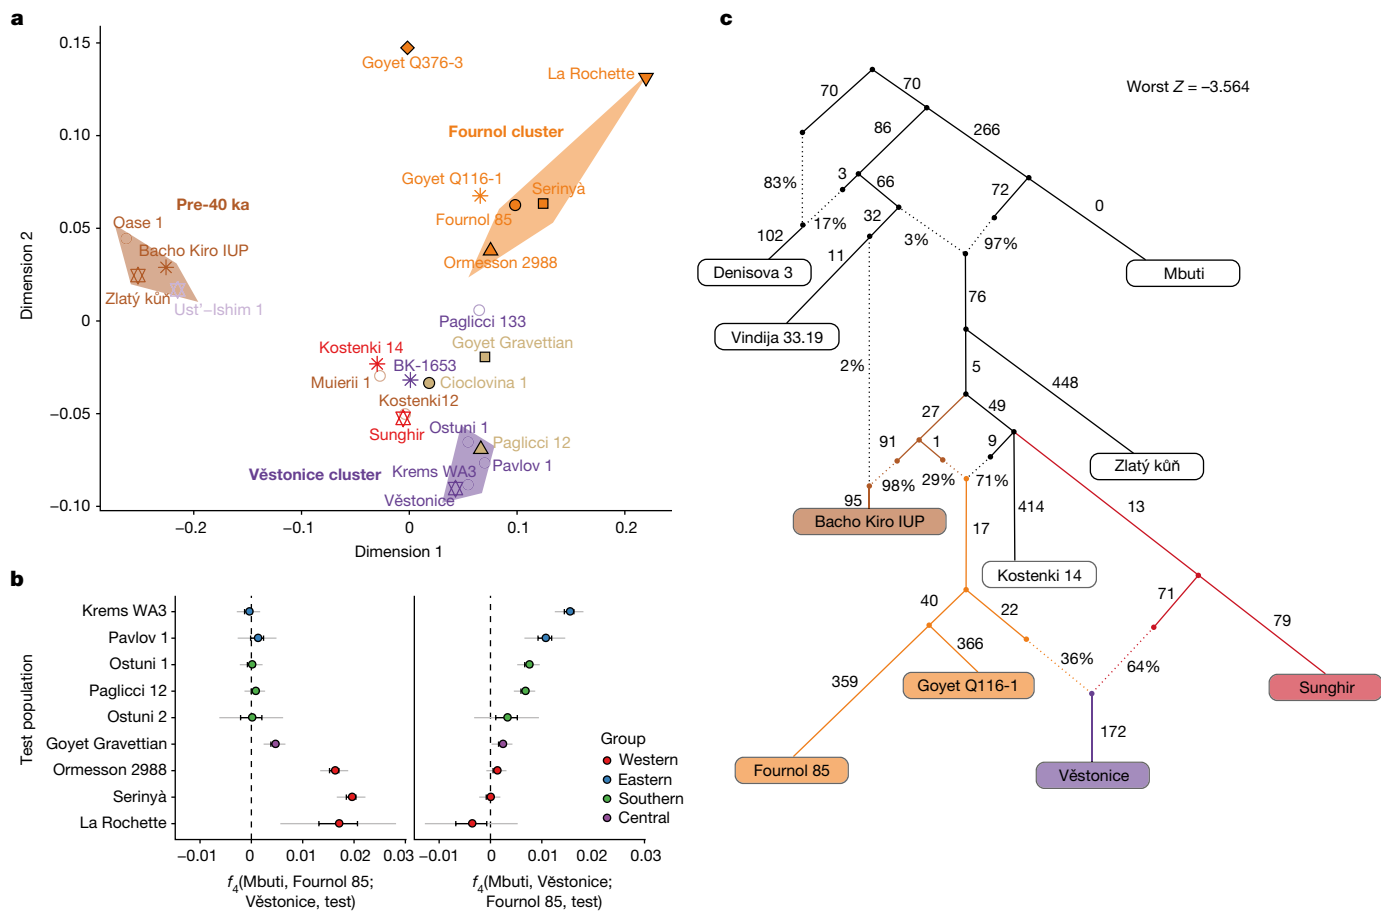 a
0.15
0.10
0.05
0
−0.05
−0.10
Dimension 2
−0.2
−0.1
0
0.1
0.2
Dimension 1
Goyet Q376-3
La Rochette
Fournol cluster
Goyet Q116-1
Serinyà
Fournol 85
Ormesson 2988
Pre-40 ka
Oase 1
Bacho Kiro IUP
Zlatý kůň
Ust'−Ishim 1
Paglicci 133
Goyet Gravettian
Kostenki 14
BK-1653
Muierii 1
Cioclovina 1
Kostenki12
Sunghir
Ostuni 1
Paglicci 12
Věstonice cluster
Krems WA3
Pavlov 1
Věstonice
b
Test population
Krems WA3
Pavlov 1
Ostuni 1
Paglicci 12
Ostuni 2
Goyet Gravettian
Ormesson 2988
Serinyà
La Rochette
−0.01
0
0.01
0.02
0.03
f4(Mbuti, Fournol 85;
Věstonice, test)
−0.01
0
0.01
0.02
0.03
f4(Mbuti, Věstonice;
Fournol 85, test)
Group
Western
Eastern
Southern
Central
c
Worst Z = −3.564
70
70
86
266
83%
3
66
72
0
17%
32
3%
97%
102
11
Denisova 3
Mbuti
76
Vindija 33.19
2%
5
448
27
49
91
1
9
Zlatý kůň
98%
29%
71%
95
414
13
Bacho Kiro IUP
17
Kostenki 14
40
22
71
79
366
36%
64%
359
Goyet Q116-1
Sunghir
172
Fournol 85
Věstonice